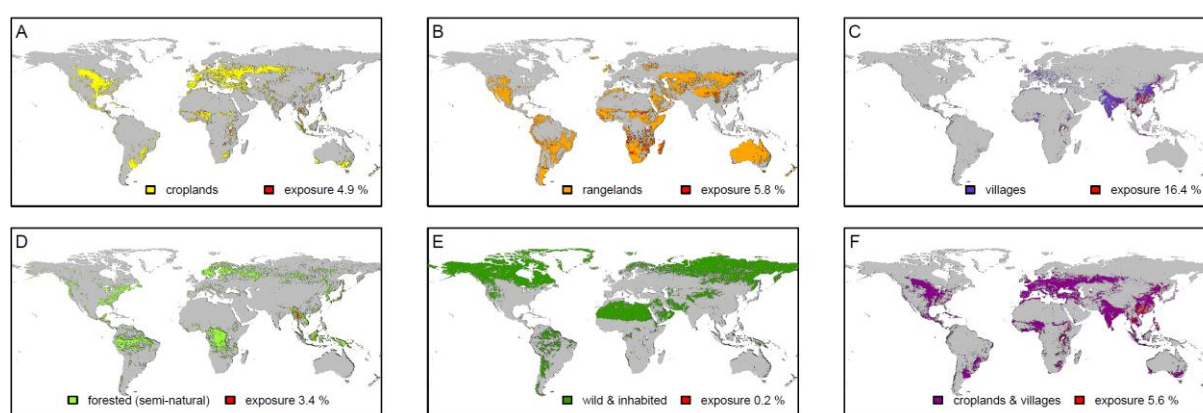 A
croplands exposure 4.9 %
B
rangelands exposure 5.8 %
C
villages exposure 16.4 %
D
forested (semi-natural) exposure 3.4 %
E
wild & inhabited exposure 0.2 %
F
croplands & villages exposure 5.6 %